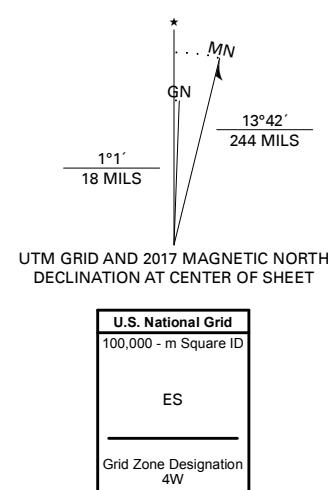 ★
MN
GN
13°42´
244 MILS
1°1´
18 MILS
UTM GRID AND 2017 MAGNETIC NORTH
DECLINATION AT CENTER OF SHEET
U.S. National Grid
100,000 - m Square ID
ES
Grid Zone Designation
4W